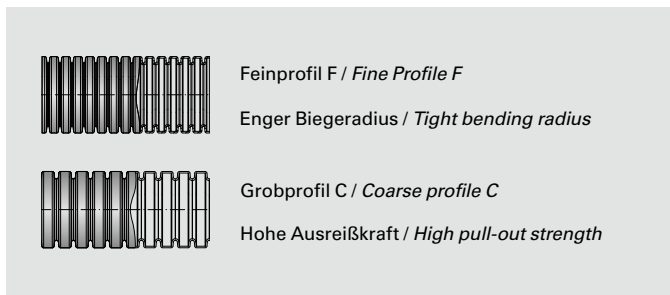 Feinprofil F / Fine Profile F
Enger Biegeradius / Tight bending radius
Grobprofil C / Coarse profile C
Hohe Ausreißkraft / High pull-out strength